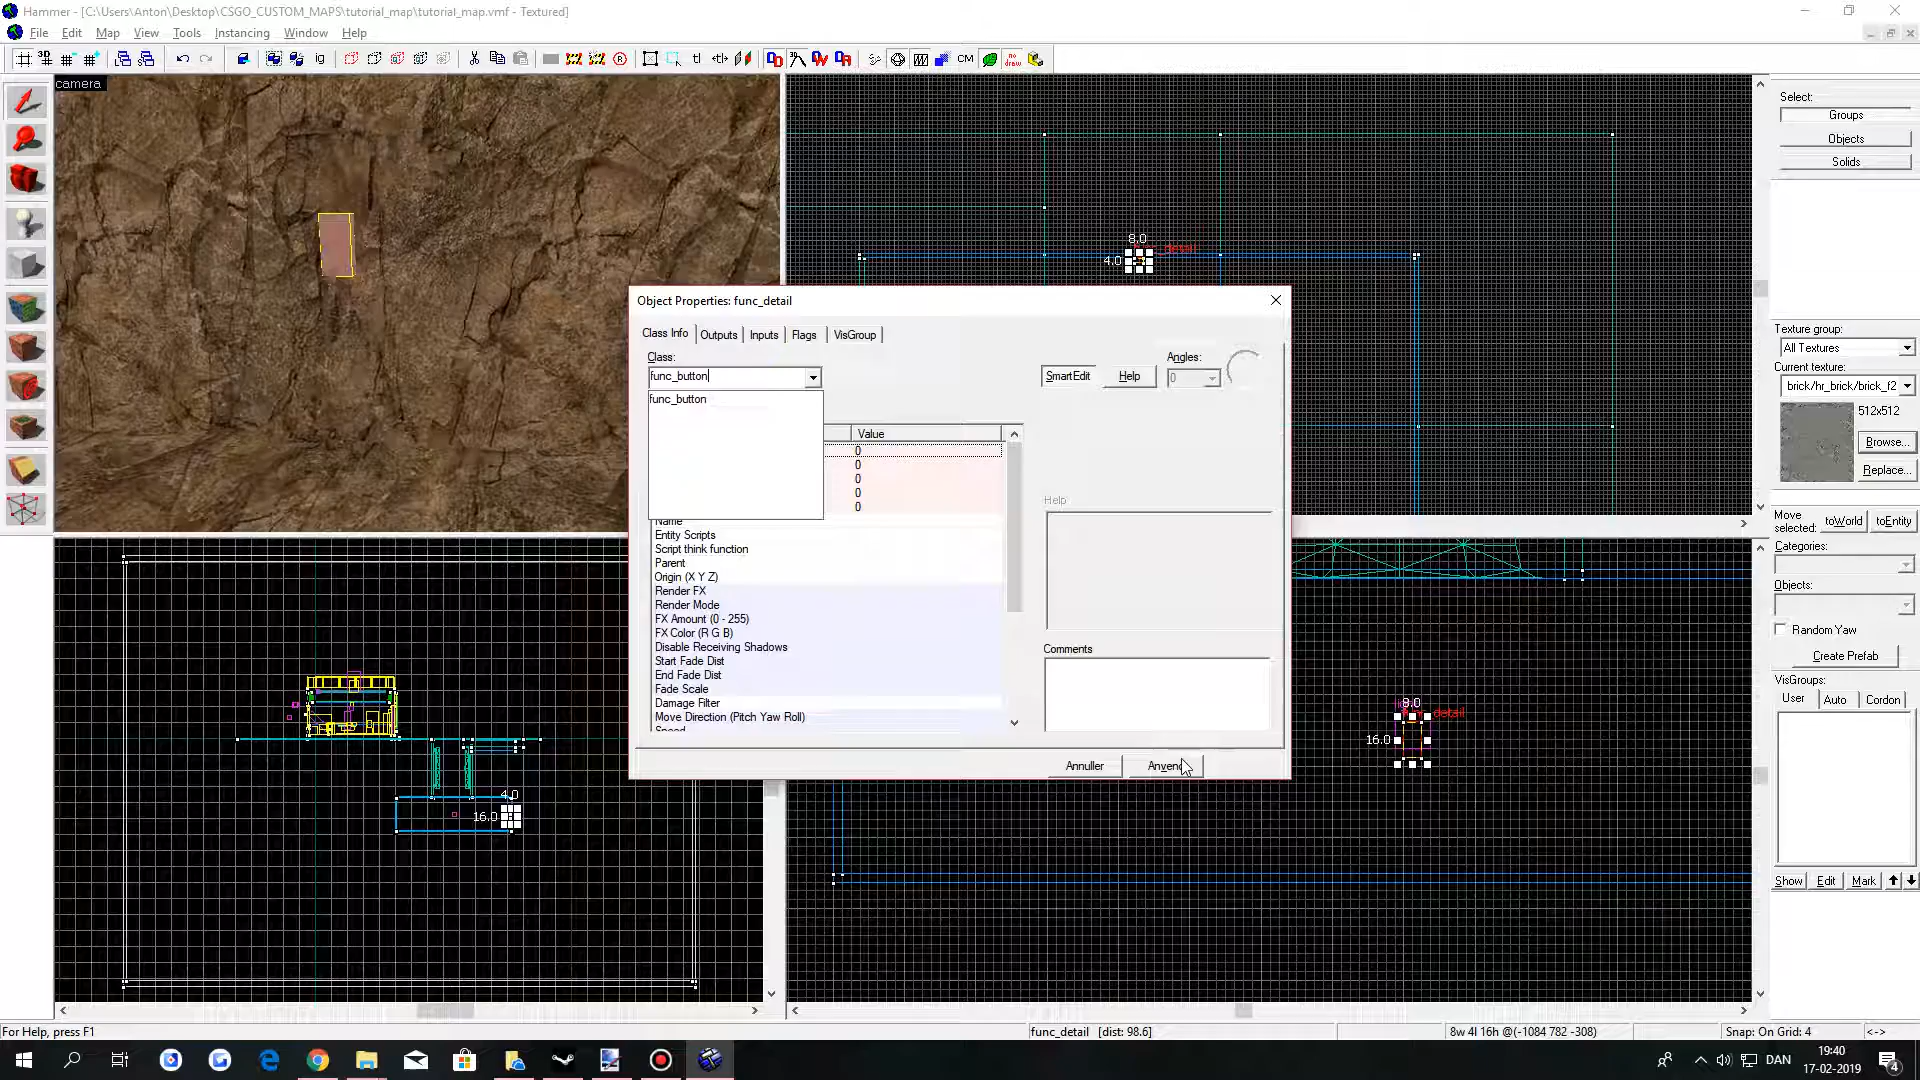 Hammer - [C:\Users\Anton\Desktop\CSGO_CUSTOM_MAPS\tutorial_map\tutorial_map.vmf - Textured]
File Edit Map View Tools Instancing Window Help
camera
8.0
4.0
detail
Object Properties: func_detail
Class Info Outputs Inputs Flags VisGroup
Class:
func_button
func_button
SmartEdit Help
Angles:
0
Value
0
0
0
0
0
Name
Entity Scripts
Script think function
Parent
Origin (X Y Z)
Render FX
Render Mode
FX Amount (0 - 255)
FX Color (R G B)
Disable Receiving Shadows
Start Fade Dist
End Fade Dist
Fade Scale
Damage Filter
Move Direction (Pitch Yaw Roll)
Speed
Help
Comments
Annuller Anvend
4.0
16.0
8.0
detail
16.0
Select:
Groups
Objects
Solids
Texture group:
All Textures
Current texture:
brick/hr_brick/brick_f2
512x512
Browse...
Replace...
Move selected: toWorld toEntity
Categories:
Objects:
Random Yaw
Create Prefab
VisGroups:
User Auto Cordon
Show Edit Mark
For Help, press F1
func_detail [dist: 98.6]
8w 4l 16h @(-1084 782 -308)
Snap: On Grid: 4
<->
DAN
19:40
17-02-2019
4